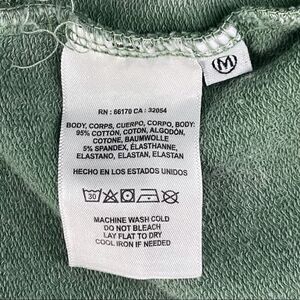 M
RN : 66170 CA : 32054
BODY, CORPS, CUERPO, CORPO, BODY:
95% COTTON, COTON, ALGODÓN,
COTONE, BAUMWOLLE
5% SPANDEX, ÉLASTHANNE,
ELASTANO, ELASTAN, ELASTAN
HECHO EN LOS ESTADOS UNIDOS
30
MACHINE WASH COLD
DO NOT BLEACH
LAY FLAT TO DRY
COOL IRON IF NEEDED